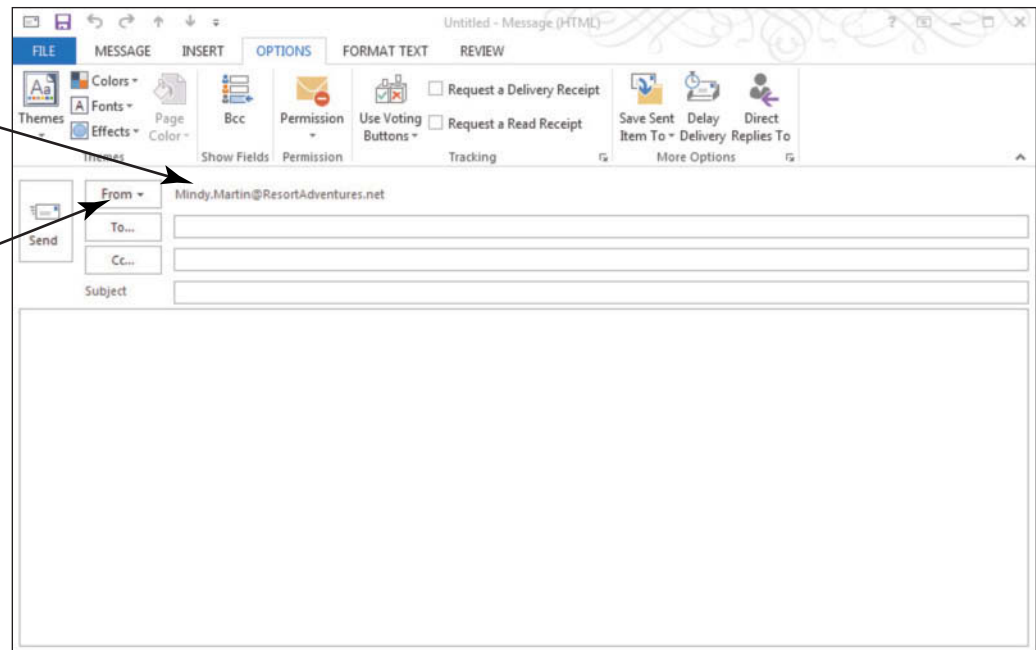 Untitled - Message (HTML)
?
FILE MESSAGE INSERT OPTIONS FORMAT TEXT REVIEW
Aa
Themes
Colors
A Fonts
Effects
Page
Color
Themes
Bcc
Show Fields
Permission
Permission
Use Voting
Buttons
Request a Delivery Receipt
Request a Read Receipt
Tracking
Save Sent
Item To
Delay
Delivery
Direct
Replies To
More Options
Send
From Mindy.Martin@ResortAdventures.net
To...
Cc...
Subject